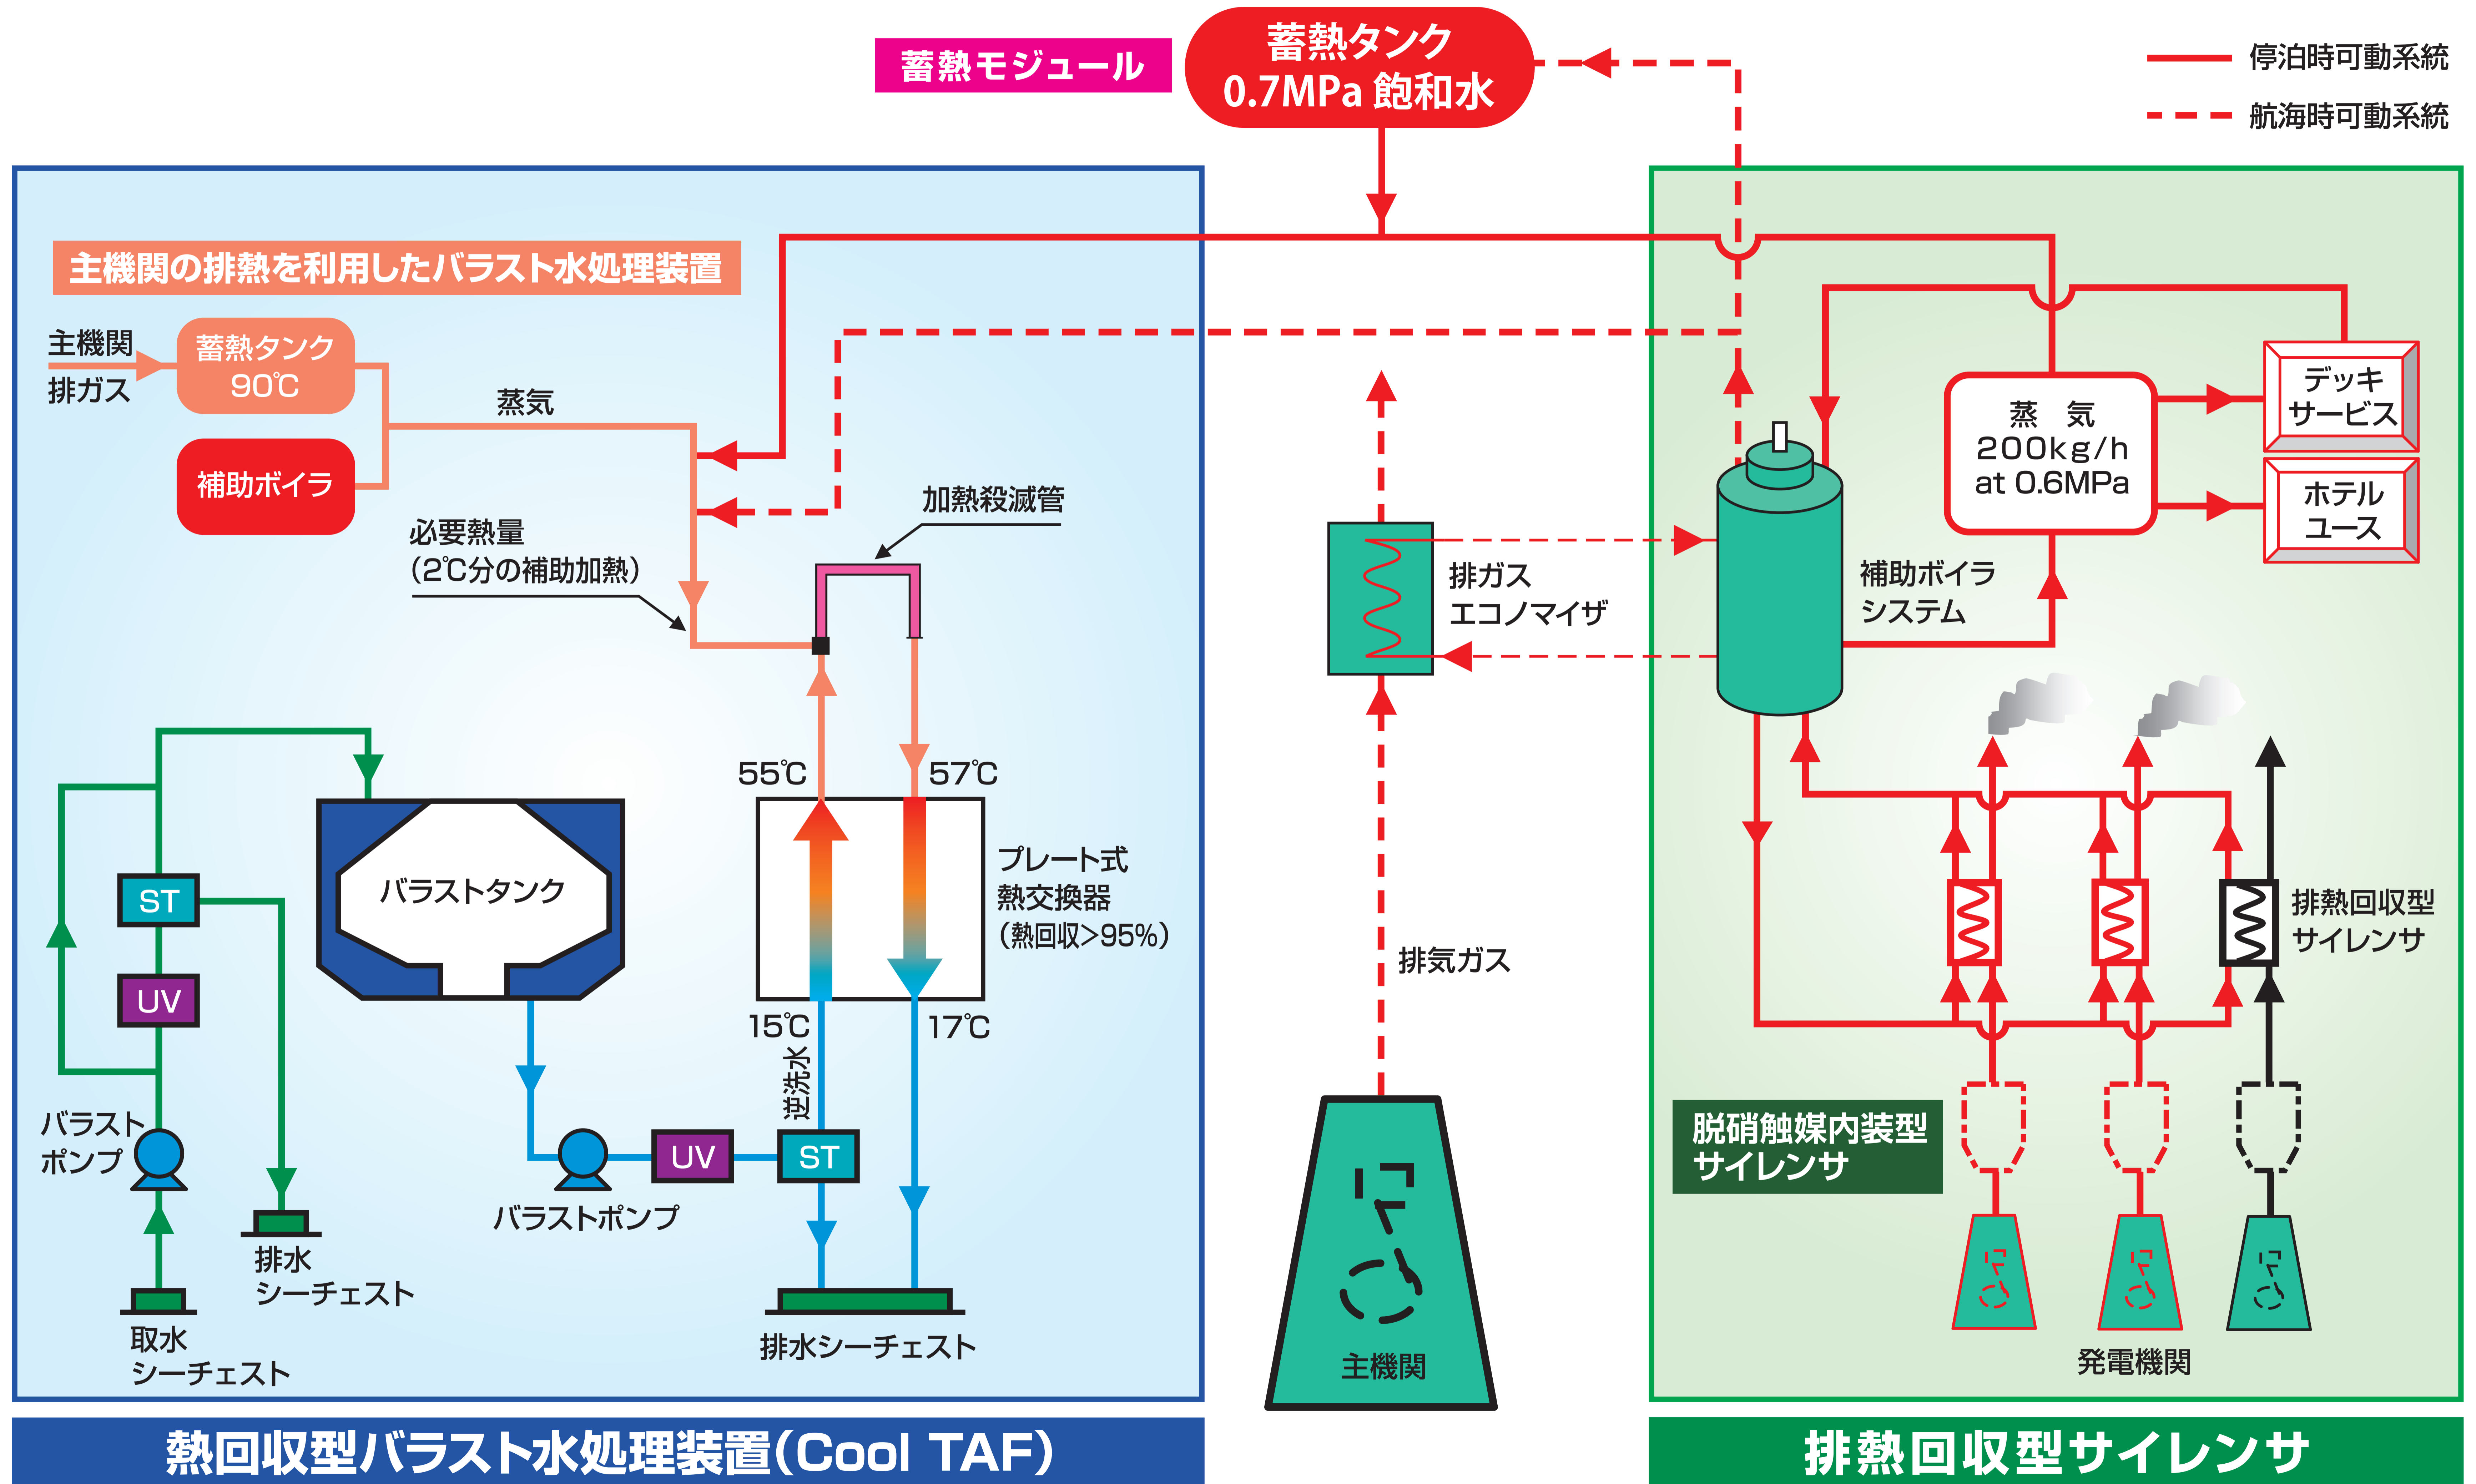 蓄熱モジュール
蓄熱タンク
0.7MPa 飽和水
停泊時可動系統
航海時可動系統
主機関の排熱を利用したバラスト水処理装置
主機関
排ガス
蓄熱タンク
90℃
補助ボイラ
蒸気
必要熱量
（2℃分の補助加熱）
加熱殺滅管
55℃
57℃
プレート式
熱交換器
（熱回収＞95%）
15℃
17℃
逆洗水
バラストタンク
ST
UV
バラスト
ポンプ
排水
シーチェスト
取水
シーチェスト
バラストポンプ
UV
ST
排水シーチェスト
熱回収型バラスト水処理装置（Cool TAF）
排ガス
エコノマイザ
排気ガス
主機関
蒸　気
200kg/h
at 0.6MPa
デッキ
サービス
ホテル
ユース
補助ボイラ
システム
排熱回収型
サイレンサ
脱硝触媒内装型
サイレンサ
発電機関
排熱回収型サイレンサ